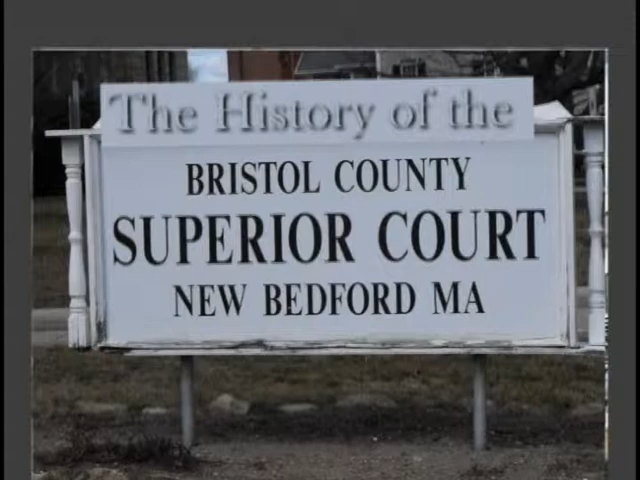 The History of the
BRISTOL COUNTY
SUPERIOR COURT
NEW BEDFORD MA